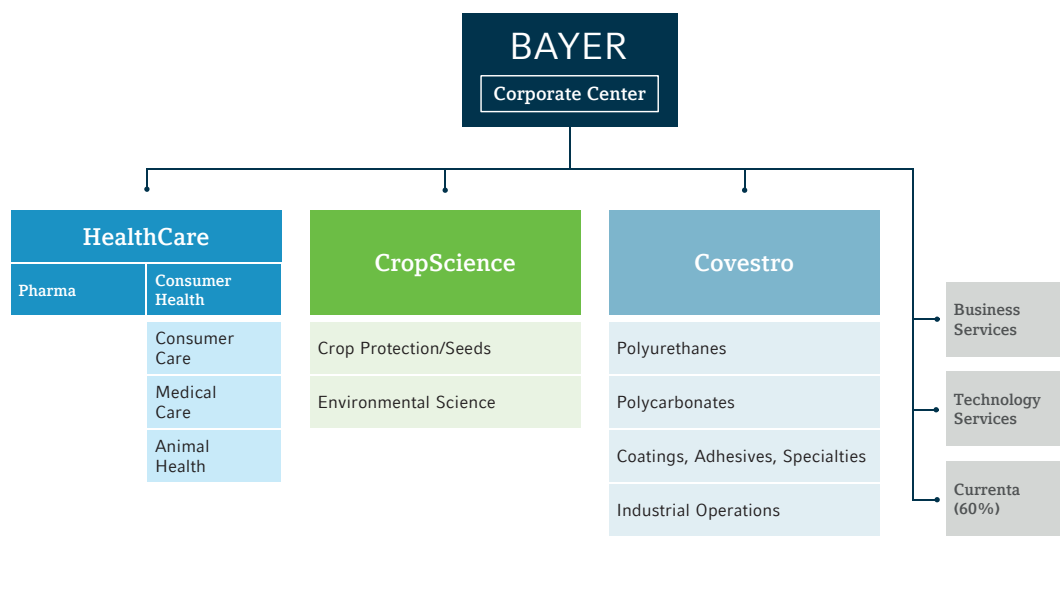 BAYER
Corporate Center
HealthCare
Pharma
Consumer
Health
Consumer
Care
Medical
Care
Animal
Health
CropScience
Crop Protection/Seeds
Environmental Science
Covestro
Polyurethanes
Polycarbonates
Coatings, Adhesives, Specialties
Industrial Operations
Business
Services
Technology
Services
Currenta
(60%)